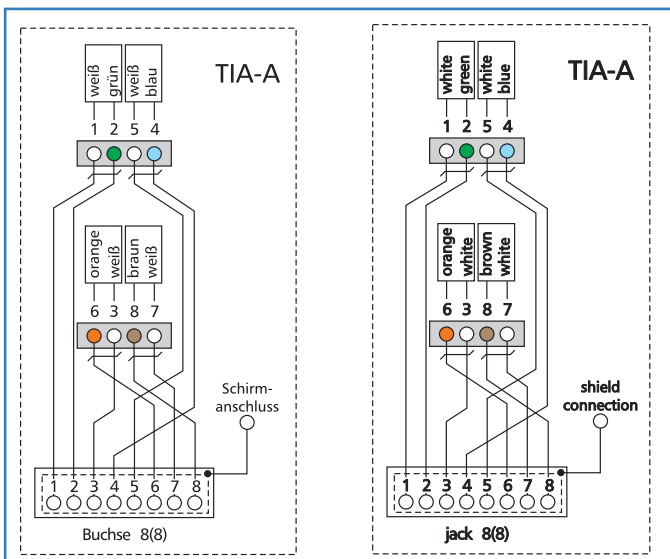 TIA-A
weiß
grün
weiß
blau
1 2 5 4
orange
weiß
braun
weiß
6 3 8 7
Schirm-
anschluss
1 2 3 4 5 6 7 8
Buchse 8(8)
TIA-A
white
green
white
blue
1 2 5 4
orange
white
brown
white
6 3 8 7
shield
connection
1 2 3 4 5 6 7 8
jack 8(8)